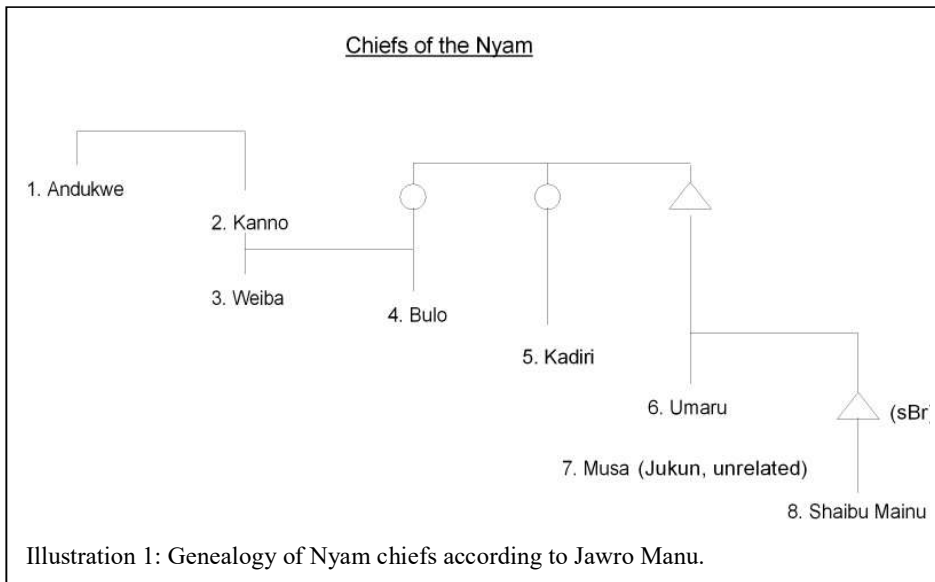 Chiefs of the Nyam
1. Andukwe
2. Kanno
3. Weiba
4. Bulo
5. Kadiri
6. Umaru
(sBr)
7. Musa (Jukun, unrelated)
8. Shaibu Mainu
Illustration 1: Genealogy of Nyam chiefs according to Jawro Manu.